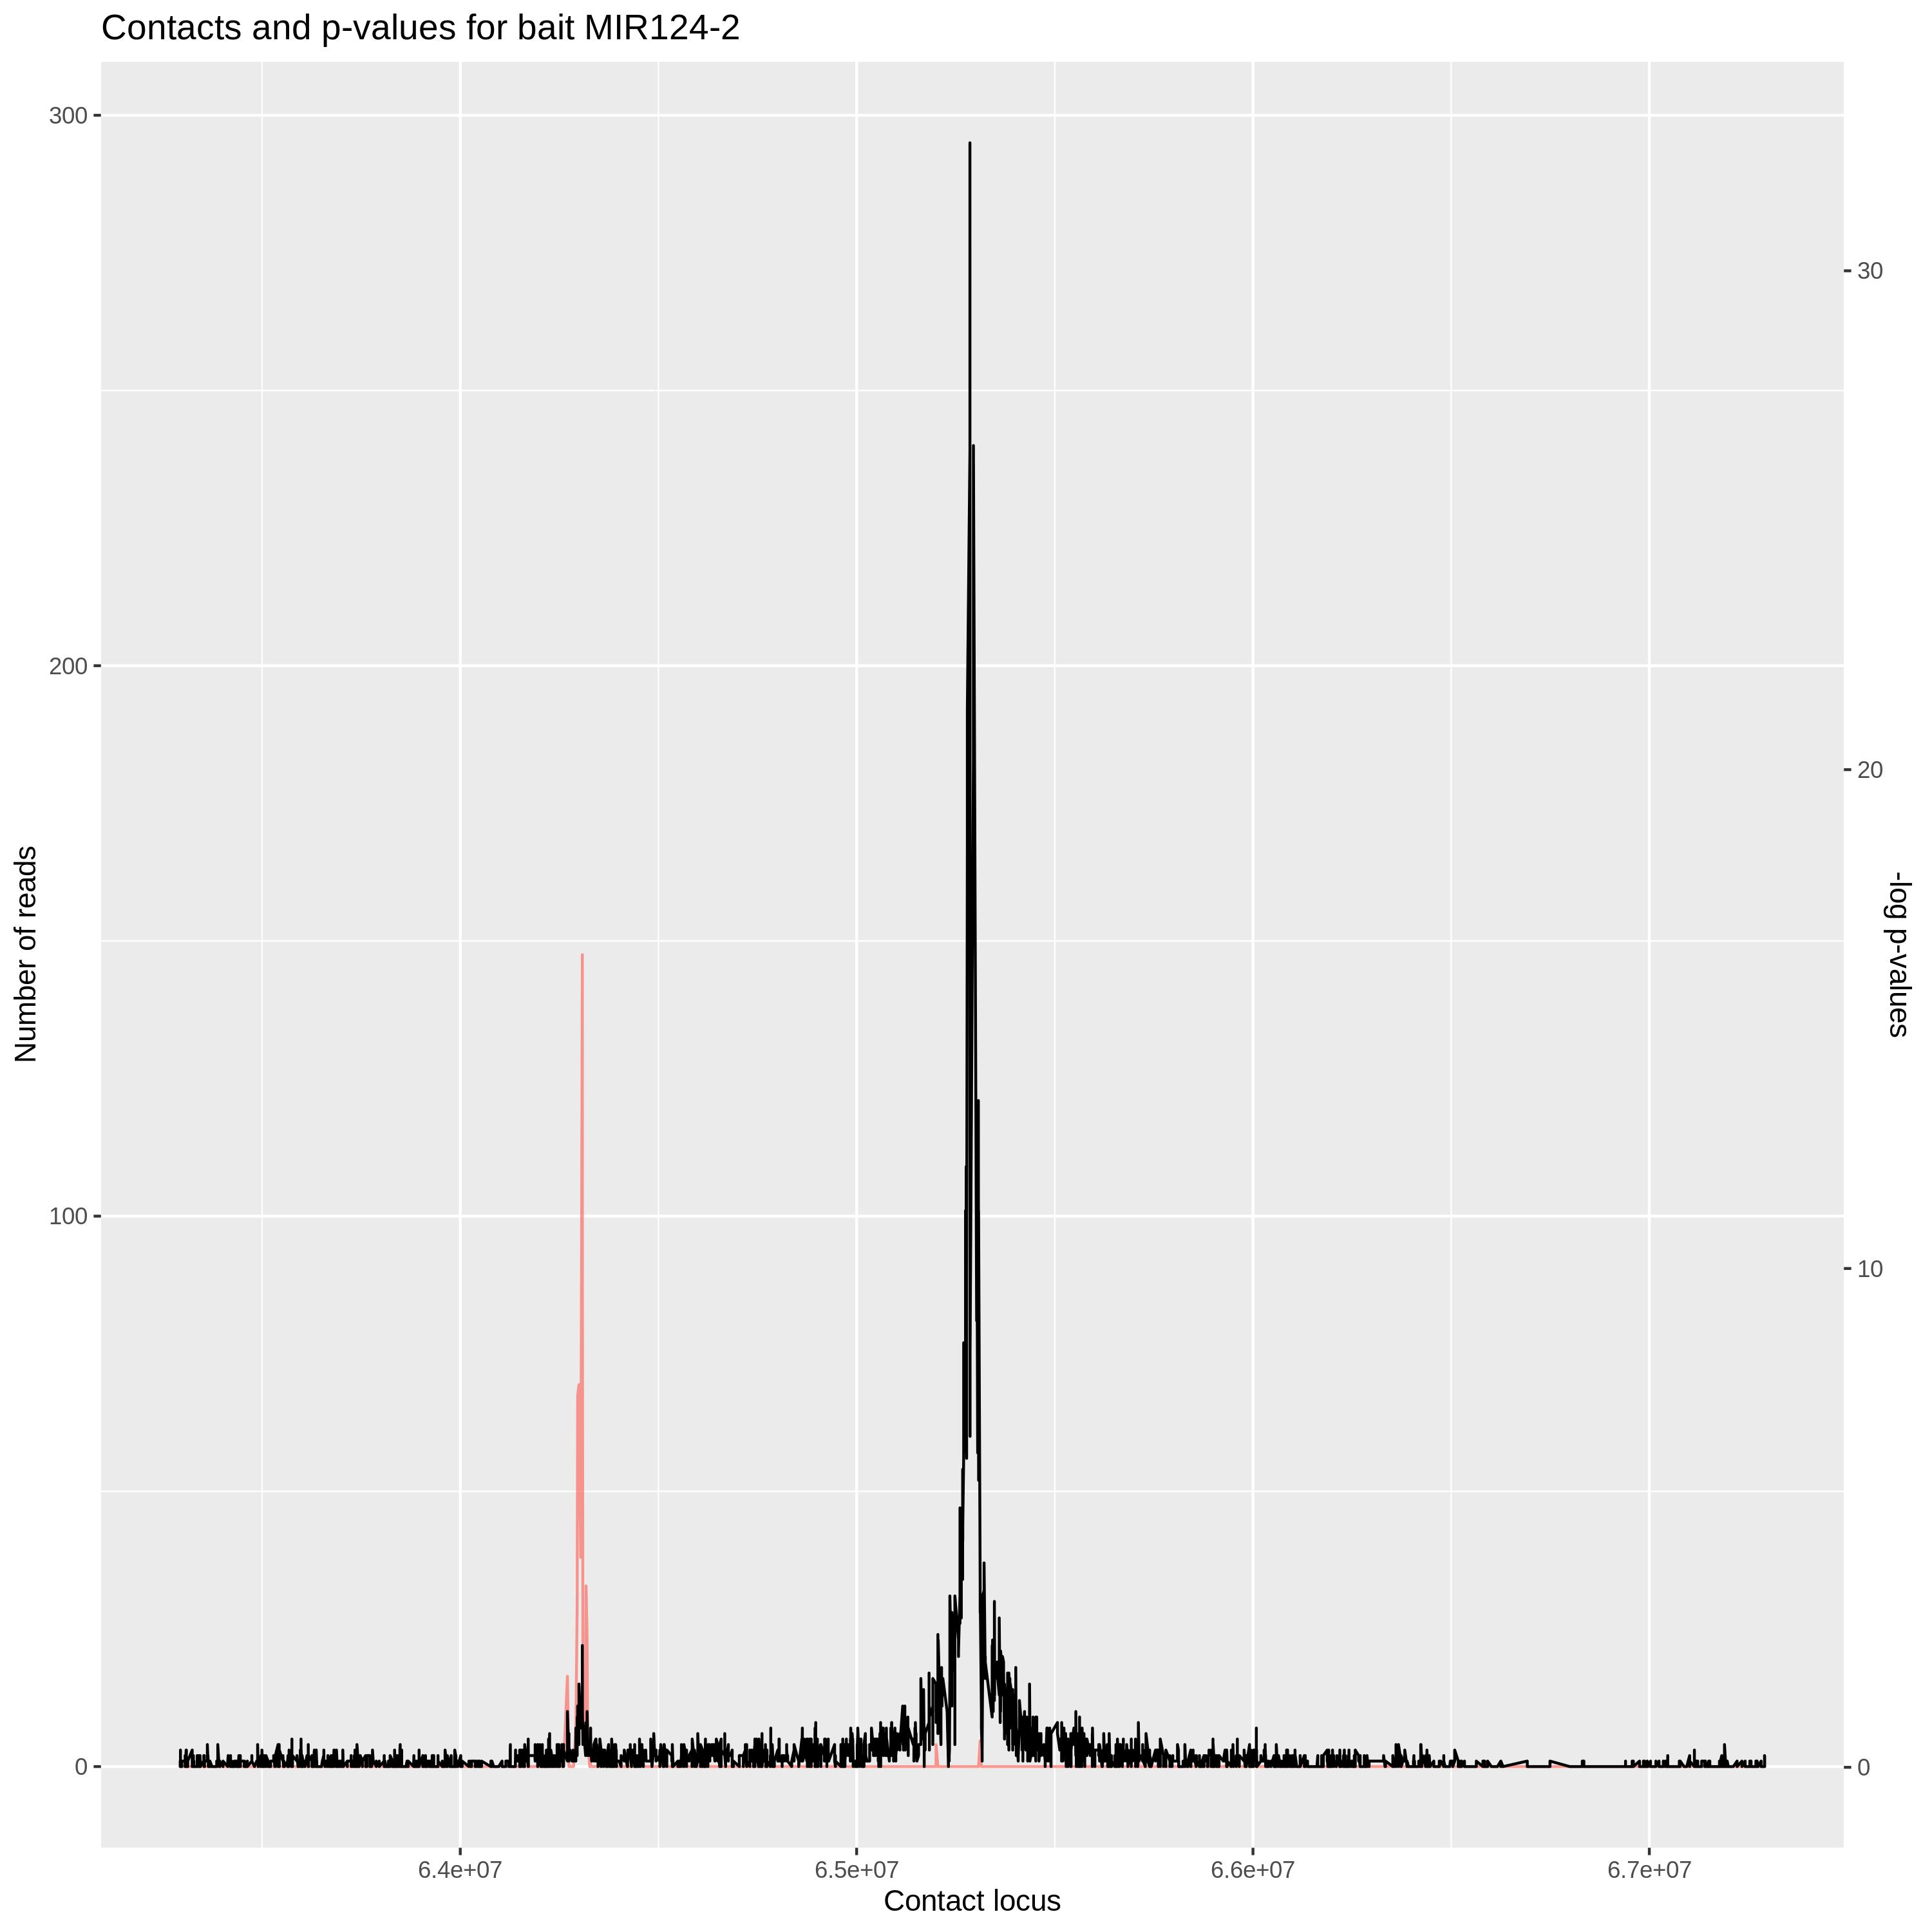 Contacts and p-values for bait MIR124-2
300
200
100
0
Number of reads
30
20
10
0
-log p-values
6.4e+07
6.5e+07
6.6e+07
6.7e+07
Contact locus